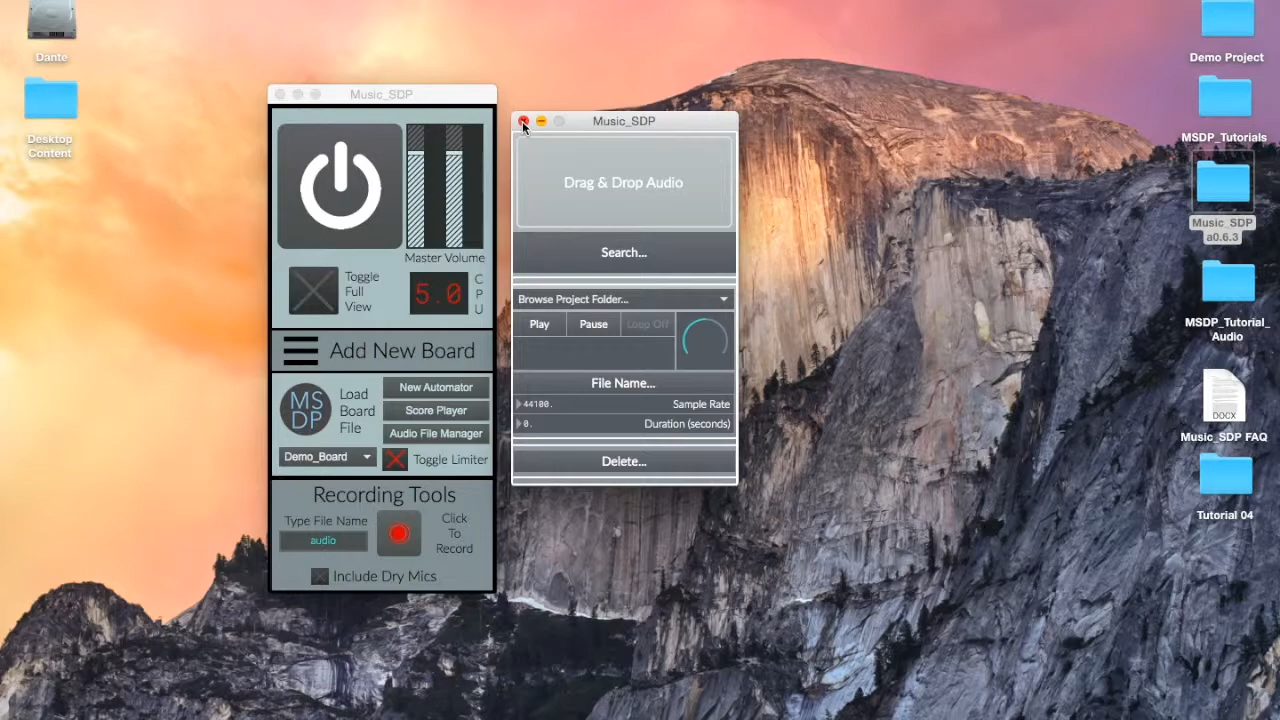 Dante
Desktop
Content
Music_SDP
Master Volume
Toggle
Full
View
5.0
C
P
U
Add New Board
MS
DP
Load
Board
File
New Automator
Score Player
Audio File Manager
Demo_Board
Toggle Limiter
Recording Tools
Type File Name
audio
Click
To
Record
Include Dry Mics
Music_SDP
Drag & Drop Audio
Search...
Browse Project Folder...
Play
Pause
Loop Off
File Name...
44100.
Sample Rate
0.
Duration (seconds)
Delete...
Demo Project
MSDP_Tutorials
Music_SDP
a0.6.3
MSDP_Tutorial_
Audio
DOCX
Music_SDP FAQ
Tutorial 04